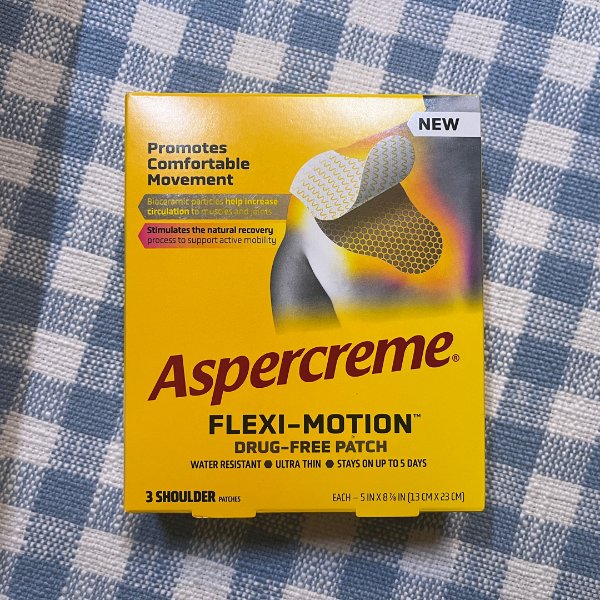 NEW
Promotes
Comfortable
Movement
Bioceramic particles help increase
circulation to muscles and joints
Stimulates the natural recovery
process to support active mobility
Aspercreme®
FLEXI-MOTION™
DRUG-FREE PATCH
WATER RESISTANT ⬢ ULTRA THIN ⬢ STAYS ON UP TO 5 DAYS
3 SHOULDER PATCHES EACH – 5 IN X 8 ⅞ IN (13 CM X 23 CM)